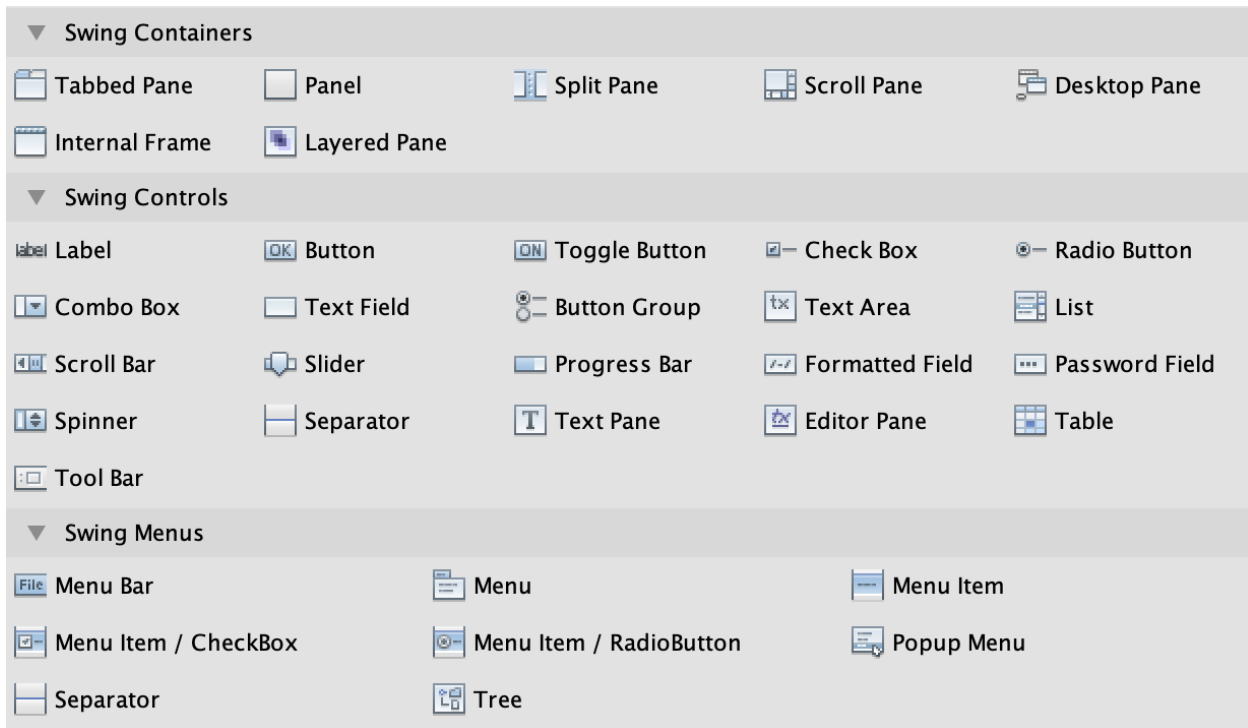 Swing Containers
Tabbed Pane Panel Split Pane Scroll Pane Desktop Pane
Internal Frame Layered Pane
Swing Controls
label Label OK Button ON Toggle Button Check Box Radio Button
Combo Box Text Field Button Group tx Text Area List
Scroll Bar Slider Progress Bar Formatted Field Password Field
Spinner Separator T Text Pane tx Editor Pane Table
Tool Bar
Swing Menus
File Menu Bar Menu Menu Item
Menu Item / CheckBox Menu Item / RadioButton Popup Menu
Separator Tree